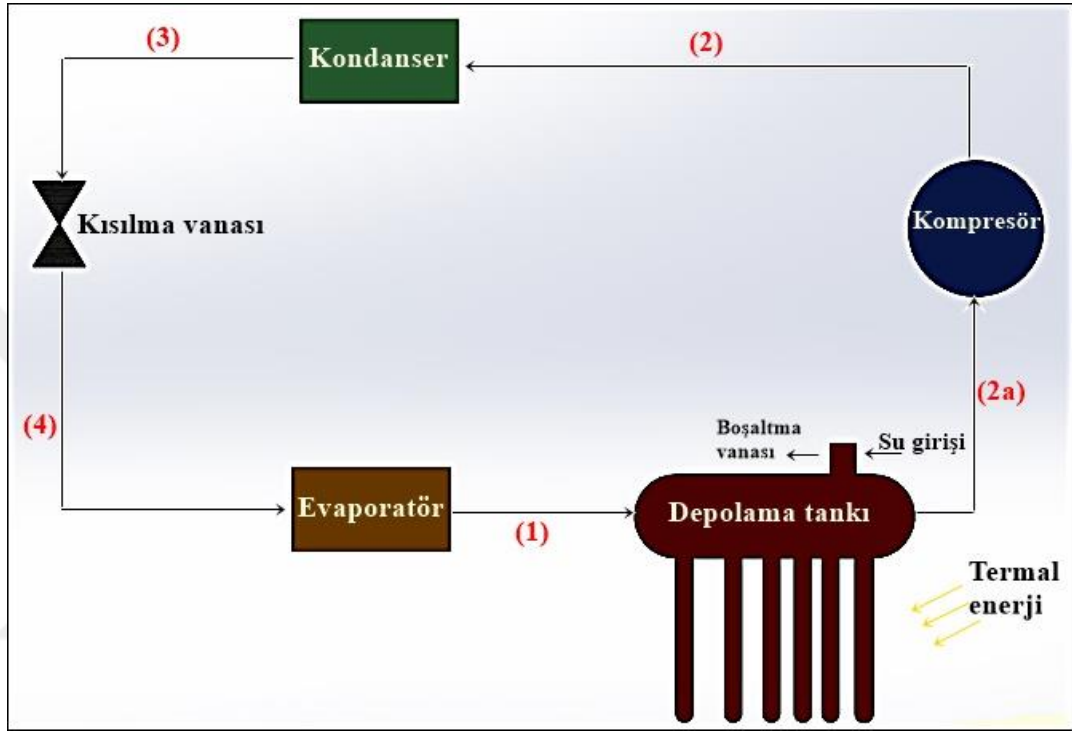 (3)
Kondanser
(2)
Kısılma vanası
Kompresör
(4)
(2a)
Boşaltma
vanası
Su girişi
Evaporatör
(1)
Depolama tankı
Termal
enerji